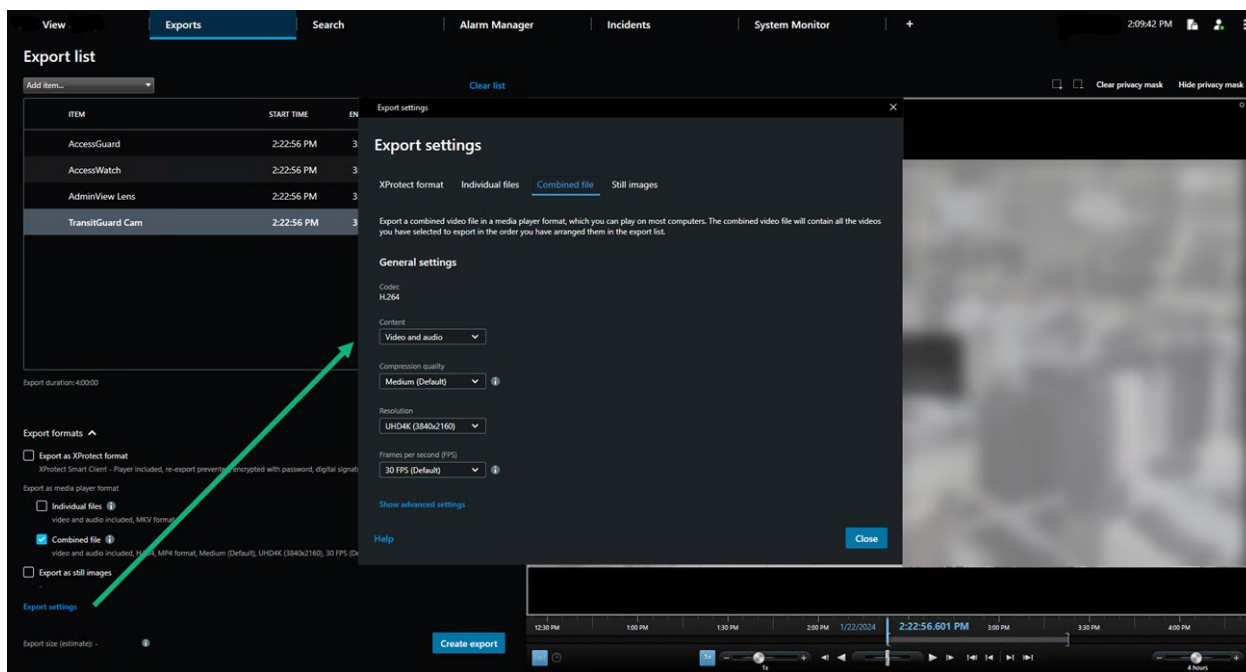 View
Exports
Search
Alarm Manager
Incidents
System Monitor
+
2:09:42 PM
Export list
Add item...
Clear list
Clear privacy mask
Hide privacy mask
ITEM
START TIME
EN
AccessGuard
2:22:56 PM
3
AccessWatch
2:22:56 PM
3
AdminView Lens
2:22:56 PM
3
TransitGuard Cam
2:22:56 PM
3
Export duration: 4:00:00
Export formats
Export as XProtect format
XProtect Smart Client - Player included, re-export prevented, encrypted with password, digital signat
Export as media player format
Individual files
video and audio included, MKV format
Combined file
video and audio included, H.264, MP4 format, Medium (Default), UHD4K (3840x2160), 30 FPS (De
Export as still images
-
Export settings
Export size (estimate): -
Create export
Export settings
Export settings
XProtect format
Individual files
Combined file
Still images
Export a combined video file in a media player format, which you can play on most computers. The combined video file will contain all the videos
you have selected to export in the order you have arranged them in the export list.
General settings
Codec
H.264
Content
Video and audio
Compression quality
Medium (Default)
Resolution
UHD4K (3840x2160)
Frames per second (FPS)
30 FPS (Default)
Show advanced settings
Help
Close
12:30 PM
1:00 PM
1:30 PM
2:00 PM
1/22/2024
2:22:56.601 PM
3:00 PM
3:30 PM
4:00 PM
1x
4 hours